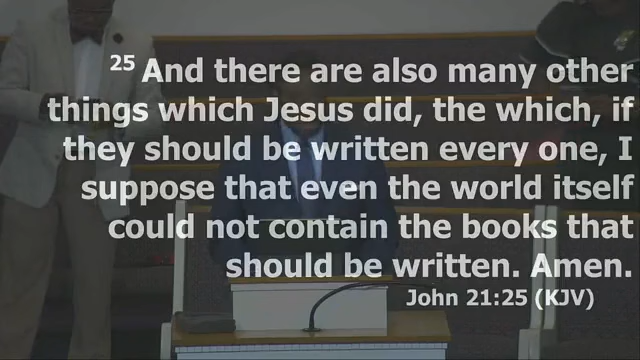 25 And there are also many other
things which Jesus did, the which, if
they should be written every one, I
suppose that even the world itself
could not contain the books that
should be written. Amen.
John 21:25 (KJV)